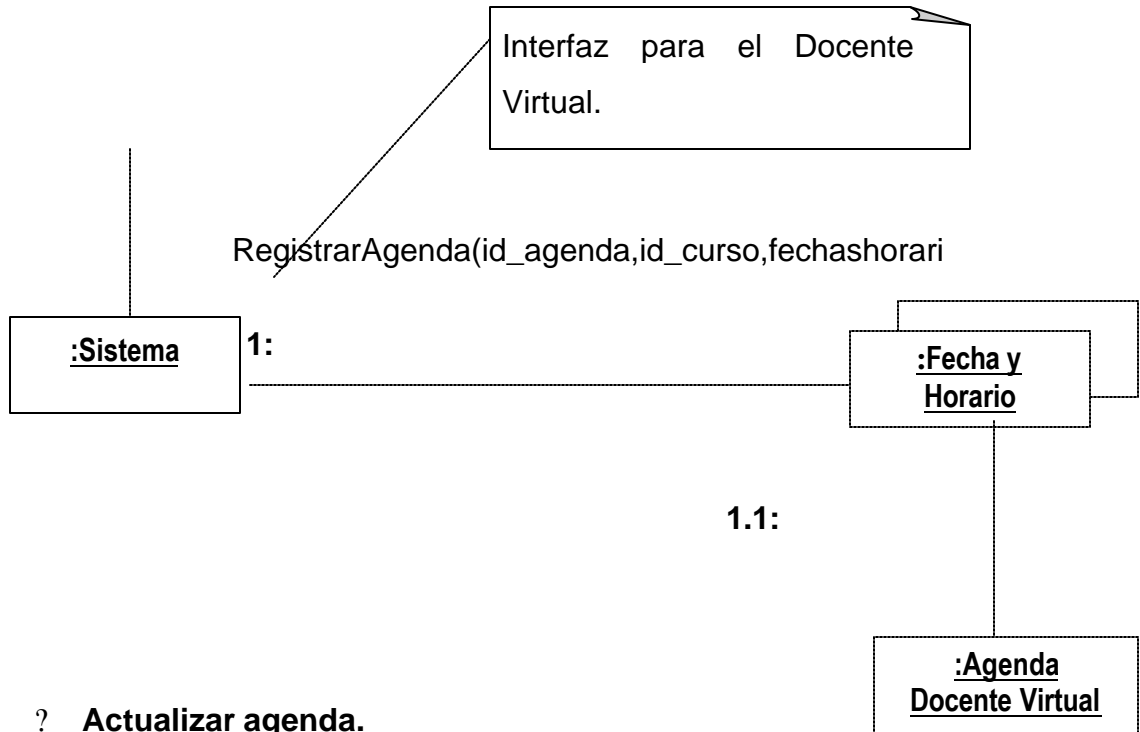 Interfaz para el Docente
Virtual.
RegistrarAgenda(id_agenda,id_curso,fechashorari
:Sistema
1:
:Fecha y
Horario
1.1:
:Agenda
Docente Virtual
? Actualizar agenda.